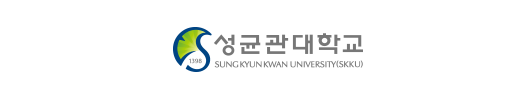 성균관대학교
SUNG KYUN KWAN UNIVERSITY(SKKU)
1398